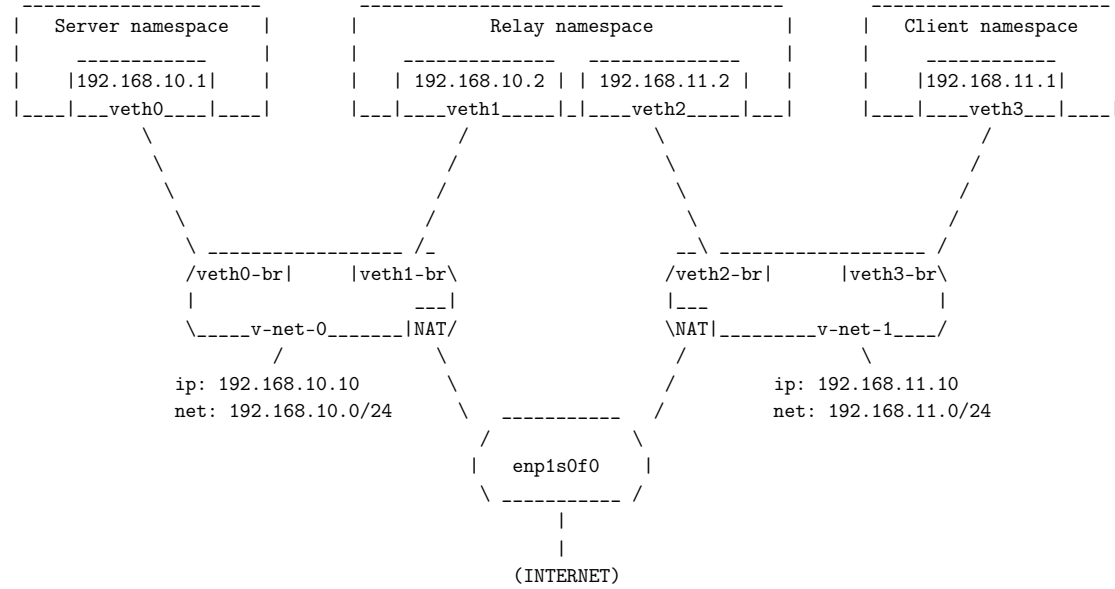 Server namespace Relay namespace Client namespace
192.168.10.1 192.168.10.2 192.168.11.2 192.168.11.1
veth0 veth1 veth2 veth3
veth0-br veth1-br veth2-br veth3-br
v-net-0 NAT NAT v-net-1
ip: 192.168.10.10 ip: 192.168.11.10
net: 192.168.10.0/24 net: 192.168.11.0/24
enp1s0f0
(INTERNET)